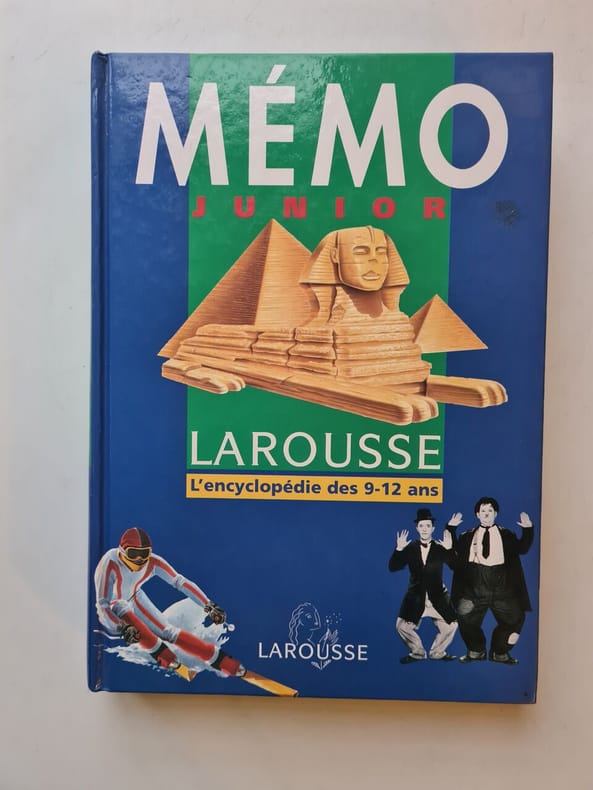 MÉMO
JUNIOR
LAROUSSE
L'encyclopédie des 9-12 ans
LAROUSSE